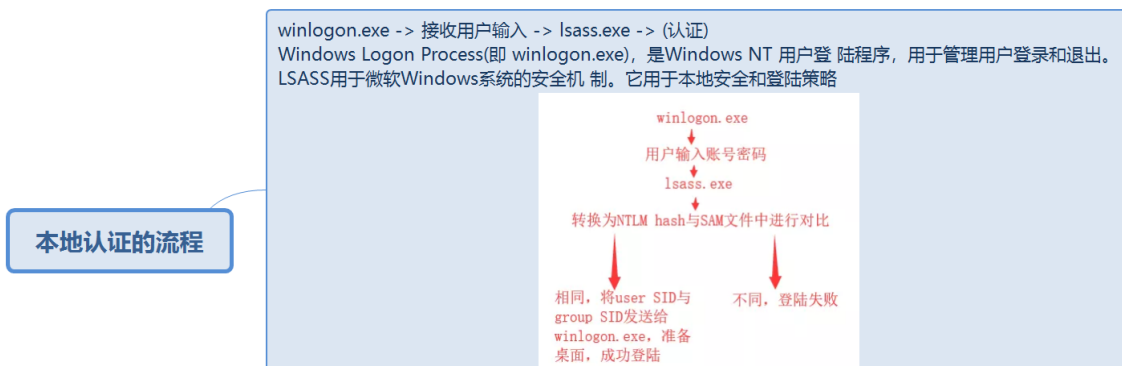 winlogon.exe -> 接收用户输入 -> lsass.exe -> (认证)
Windows Logon Process(即 winlogon.exe)，是Windows NT 用户登 陆程序，用于管理用户登录和退出。
LSASS用于微软Windows系统的安全机 制。它用于本地安全和登陆策略
winlogon.exe
用户输入账号密码
lsass.exe
转换为NTLM hash与SAM文件中进行对比
相同，将user SID与
group SID发送给
winlogon.exe，准备
桌面，成功登陆
不同，登陆失败
本地认证的流程